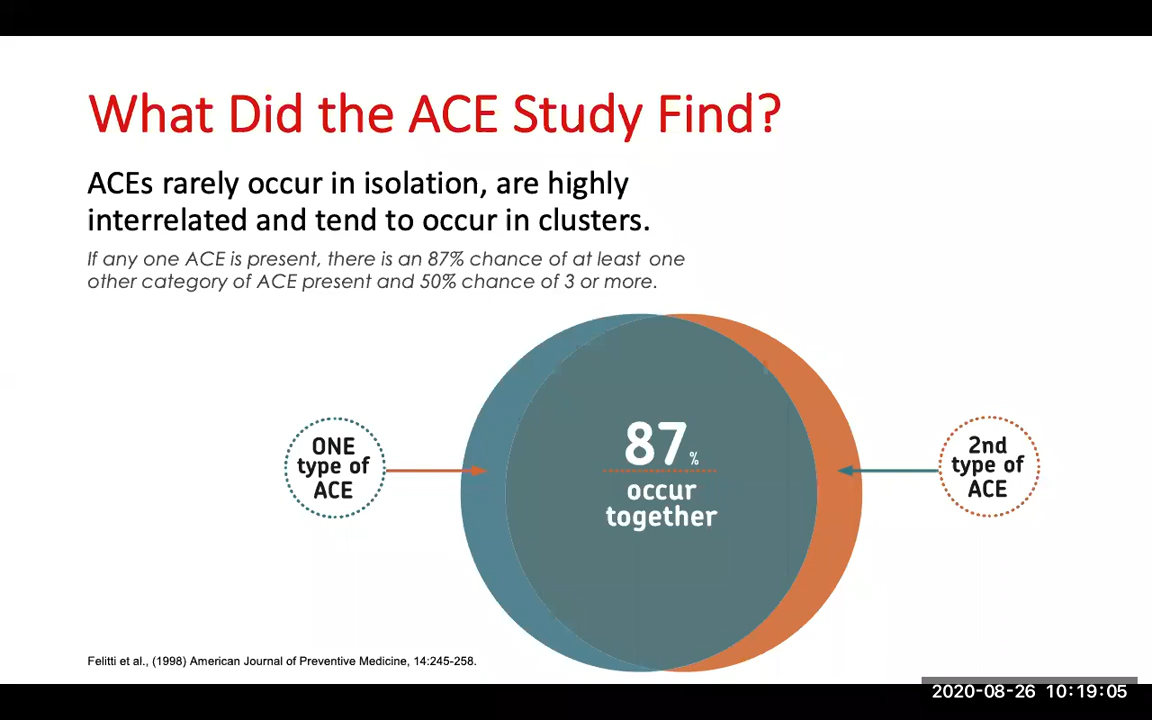 What Did the ACE Study Find?
ACEs rarely occur in isolation, are highly
interrelated and tend to occur in clusters.
If any one ACE is present, there is an 87% chance of at least one
other category of ACE present and 50% chance of 3 or more.
ONE
type of
ACE
87%
occur
together
2nd
type of
ACE
Felitti et al., (1998) American Journal of Preventive Medicine, 14:245-258.
2020-08-26 10:19:05